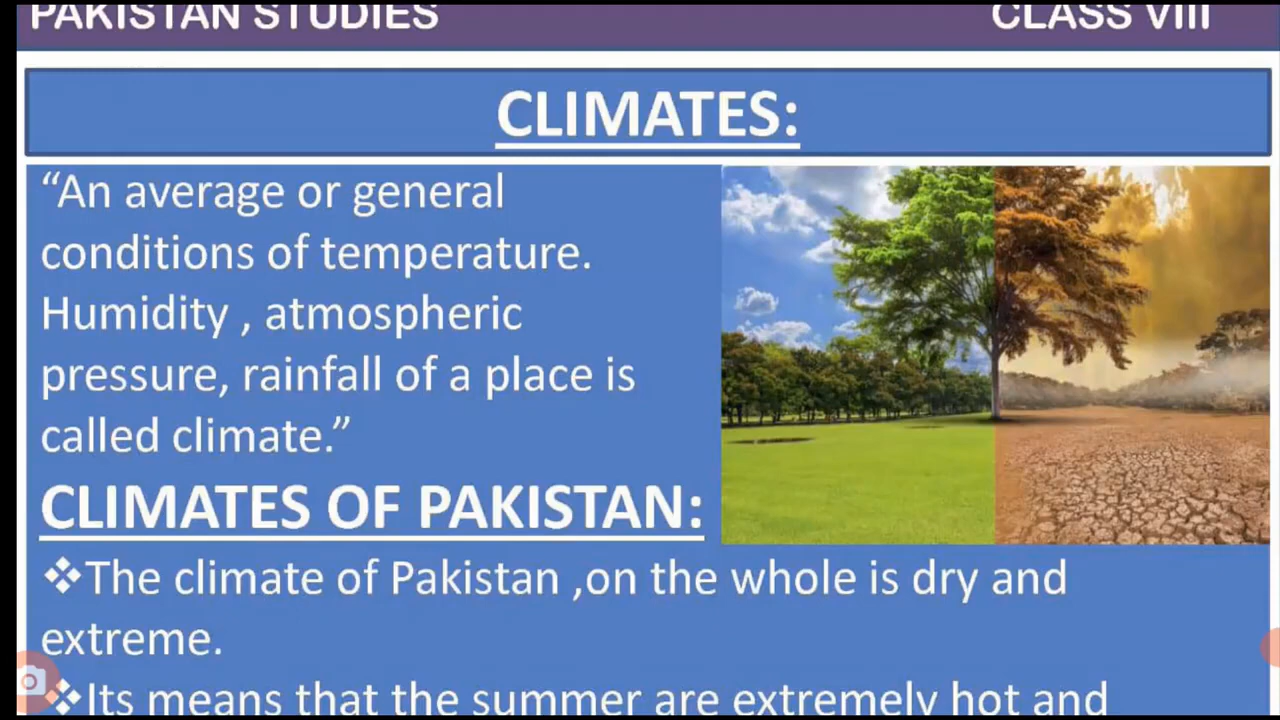 PAKISTAN STUDIES CLASS VIII
CLIMATES:
“An average or general
conditions of temperature.
Humidity , atmospheric
pressure, rainfall of a place is
called climate.”
CLIMATES OF PAKISTAN:
❖The climate of Pakistan ,on the whole is dry and
extreme.
❖Its means that the summer are extremely hot and